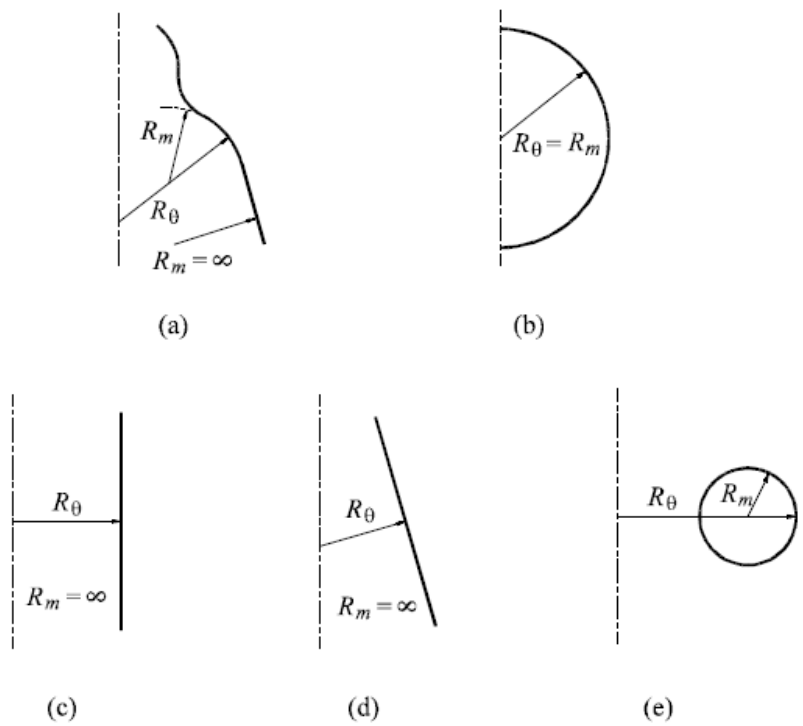 R_m
R_θ
R_m = ∞
(a)
R_θ = R_m
(b)
R_θ
R_m = ∞
(c)
R_θ
R_m = ∞
(d)
R_θ
R_m
(e)